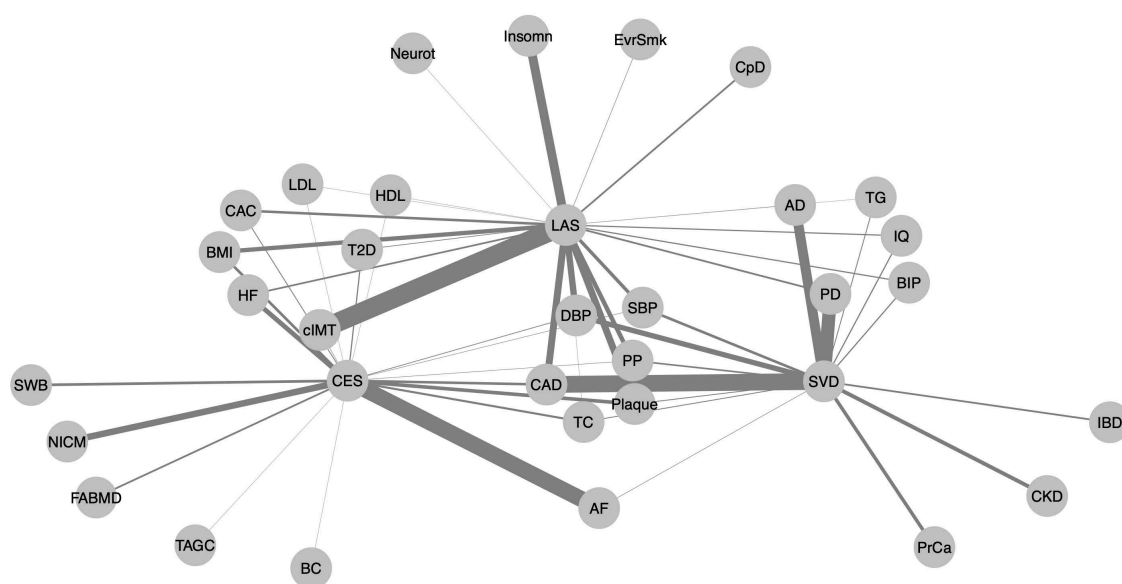 Insomn
EvrSmk
Neurot
CpD
LDL
HDL
AD
TG
CAC
LAS
IQ
BMI
T2D
BIP
HF
PD
SBP
DBP
cIMT
PP
CES
SVD
SWB
CAD
Plaque
TC
IBD
NICM
FABMD
CKD
AF
TAGC
PrCa
BC